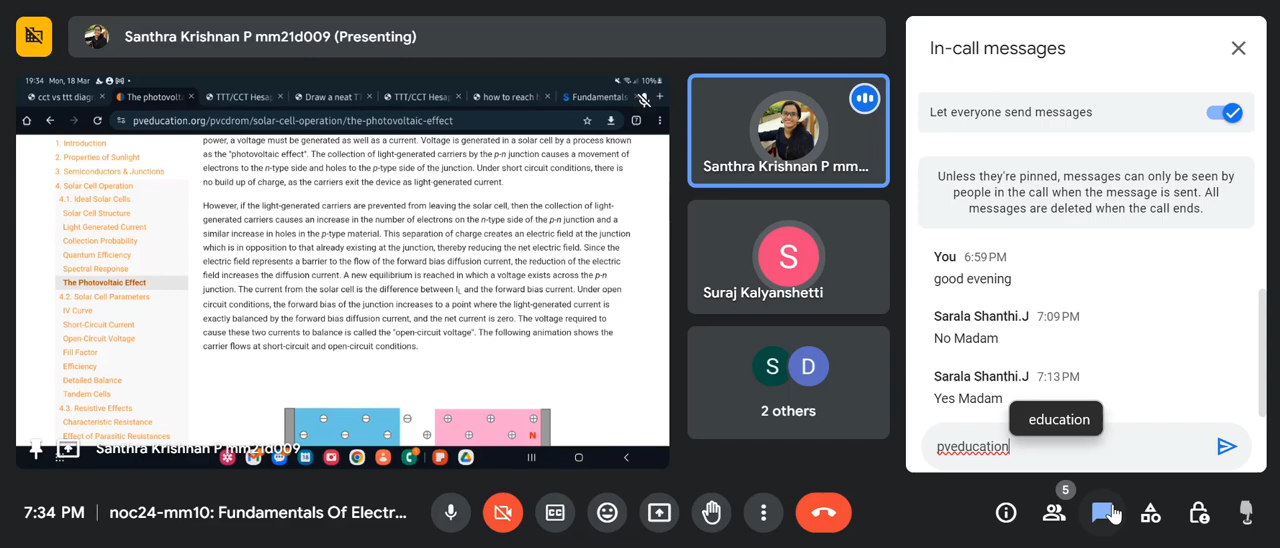 Santhra Krishnan P mm21d009 (Presenting)
19:34 Mon, 18 Mar
10%
cct vs ttt diag
The photovolt
TTT/CCT Hesap
Draw a neat T
TTT/CCT Hesap
how to reach
Fundamentals
pveducation.org/pvcdrom/solar-cell-operation/the-photovoltaic-effect
1. Introduction
2. Properties of Sunlight
3. Semiconductors & Junctions
4. Solar Cell Operation
4.1. Ideal Solar Cells
Solar Cell Structure
Light Generated Current
Collection Probability
Quantum Efficiency
Spectral Response
The Photovoltaic Effect
4.2. Solar Cell Parameters
IV Curve
Short-Circuit Current
Open-Circuit Voltage
Fill Factor
Efficiency
Detailed Balance
Tandem Cells
4.3. Resistive Effects
Characteristic Resistance
Effect of Parasitic Resistances
power, a voltage must be generated as well as a current. Voltage is generated in a solar cell by a process known
as the "photovoltaic effect". The collection of light-generated carriers by the p-n junction causes a movement of
electrons to the n-type side and holes to the p-type side of the junction. Under short circuit conditions, there is
no build up of charge, as the carriers exit the device as light-generated current.
However, if the light-generated carriers are prevented from leaving the solar cell, then the collection of light-
generated carriers causes an increase in the number of electrons on the n-type side of the p-n junction and a
similar increase in holes in the p-type material. This separation of charge creates an electric field at the junction
which is in opposition to that already existing at the junction, thereby reducing the net electric field. Since the
electric field represents a barrier to the flow of the forward bias diffusion current, the reduction of the electric
field increases the diffusion current. A new equilibrium is reached in which a voltage exists across the p-n
junction. The current from the solar cell is the difference between IL and the forward bias current. Under open
circuit conditions, the forward bias of the junction increases to a point where the light-generated current is
exactly balanced by the forward bias diffusion current, and the net current is zero. The voltage required to
cause these two currents to balance is called the "open-circuit voltage". The following animation shows the
carrier flows at short-circuit and open-circuit conditions.
N
Santhra Krishnan P mm21d009
Santhra Krishnan P mm...
S
Suraj Kalyanshetti
S D
2 others
In-call messages
Let everyone send messages
Unless they're pinned, messages can only be seen by
people in the call when the message is sent. All
messages are deleted when the call ends.
You 6:59 PM
good evening
Sarala Shanthi.J 7:09 PM
No Madam
Sarala Shanthi.J 7:13 PM
Yes Madam
education
pveducation
7:34 PM | noc24-mm10: Fundamentals Of Electr...
5